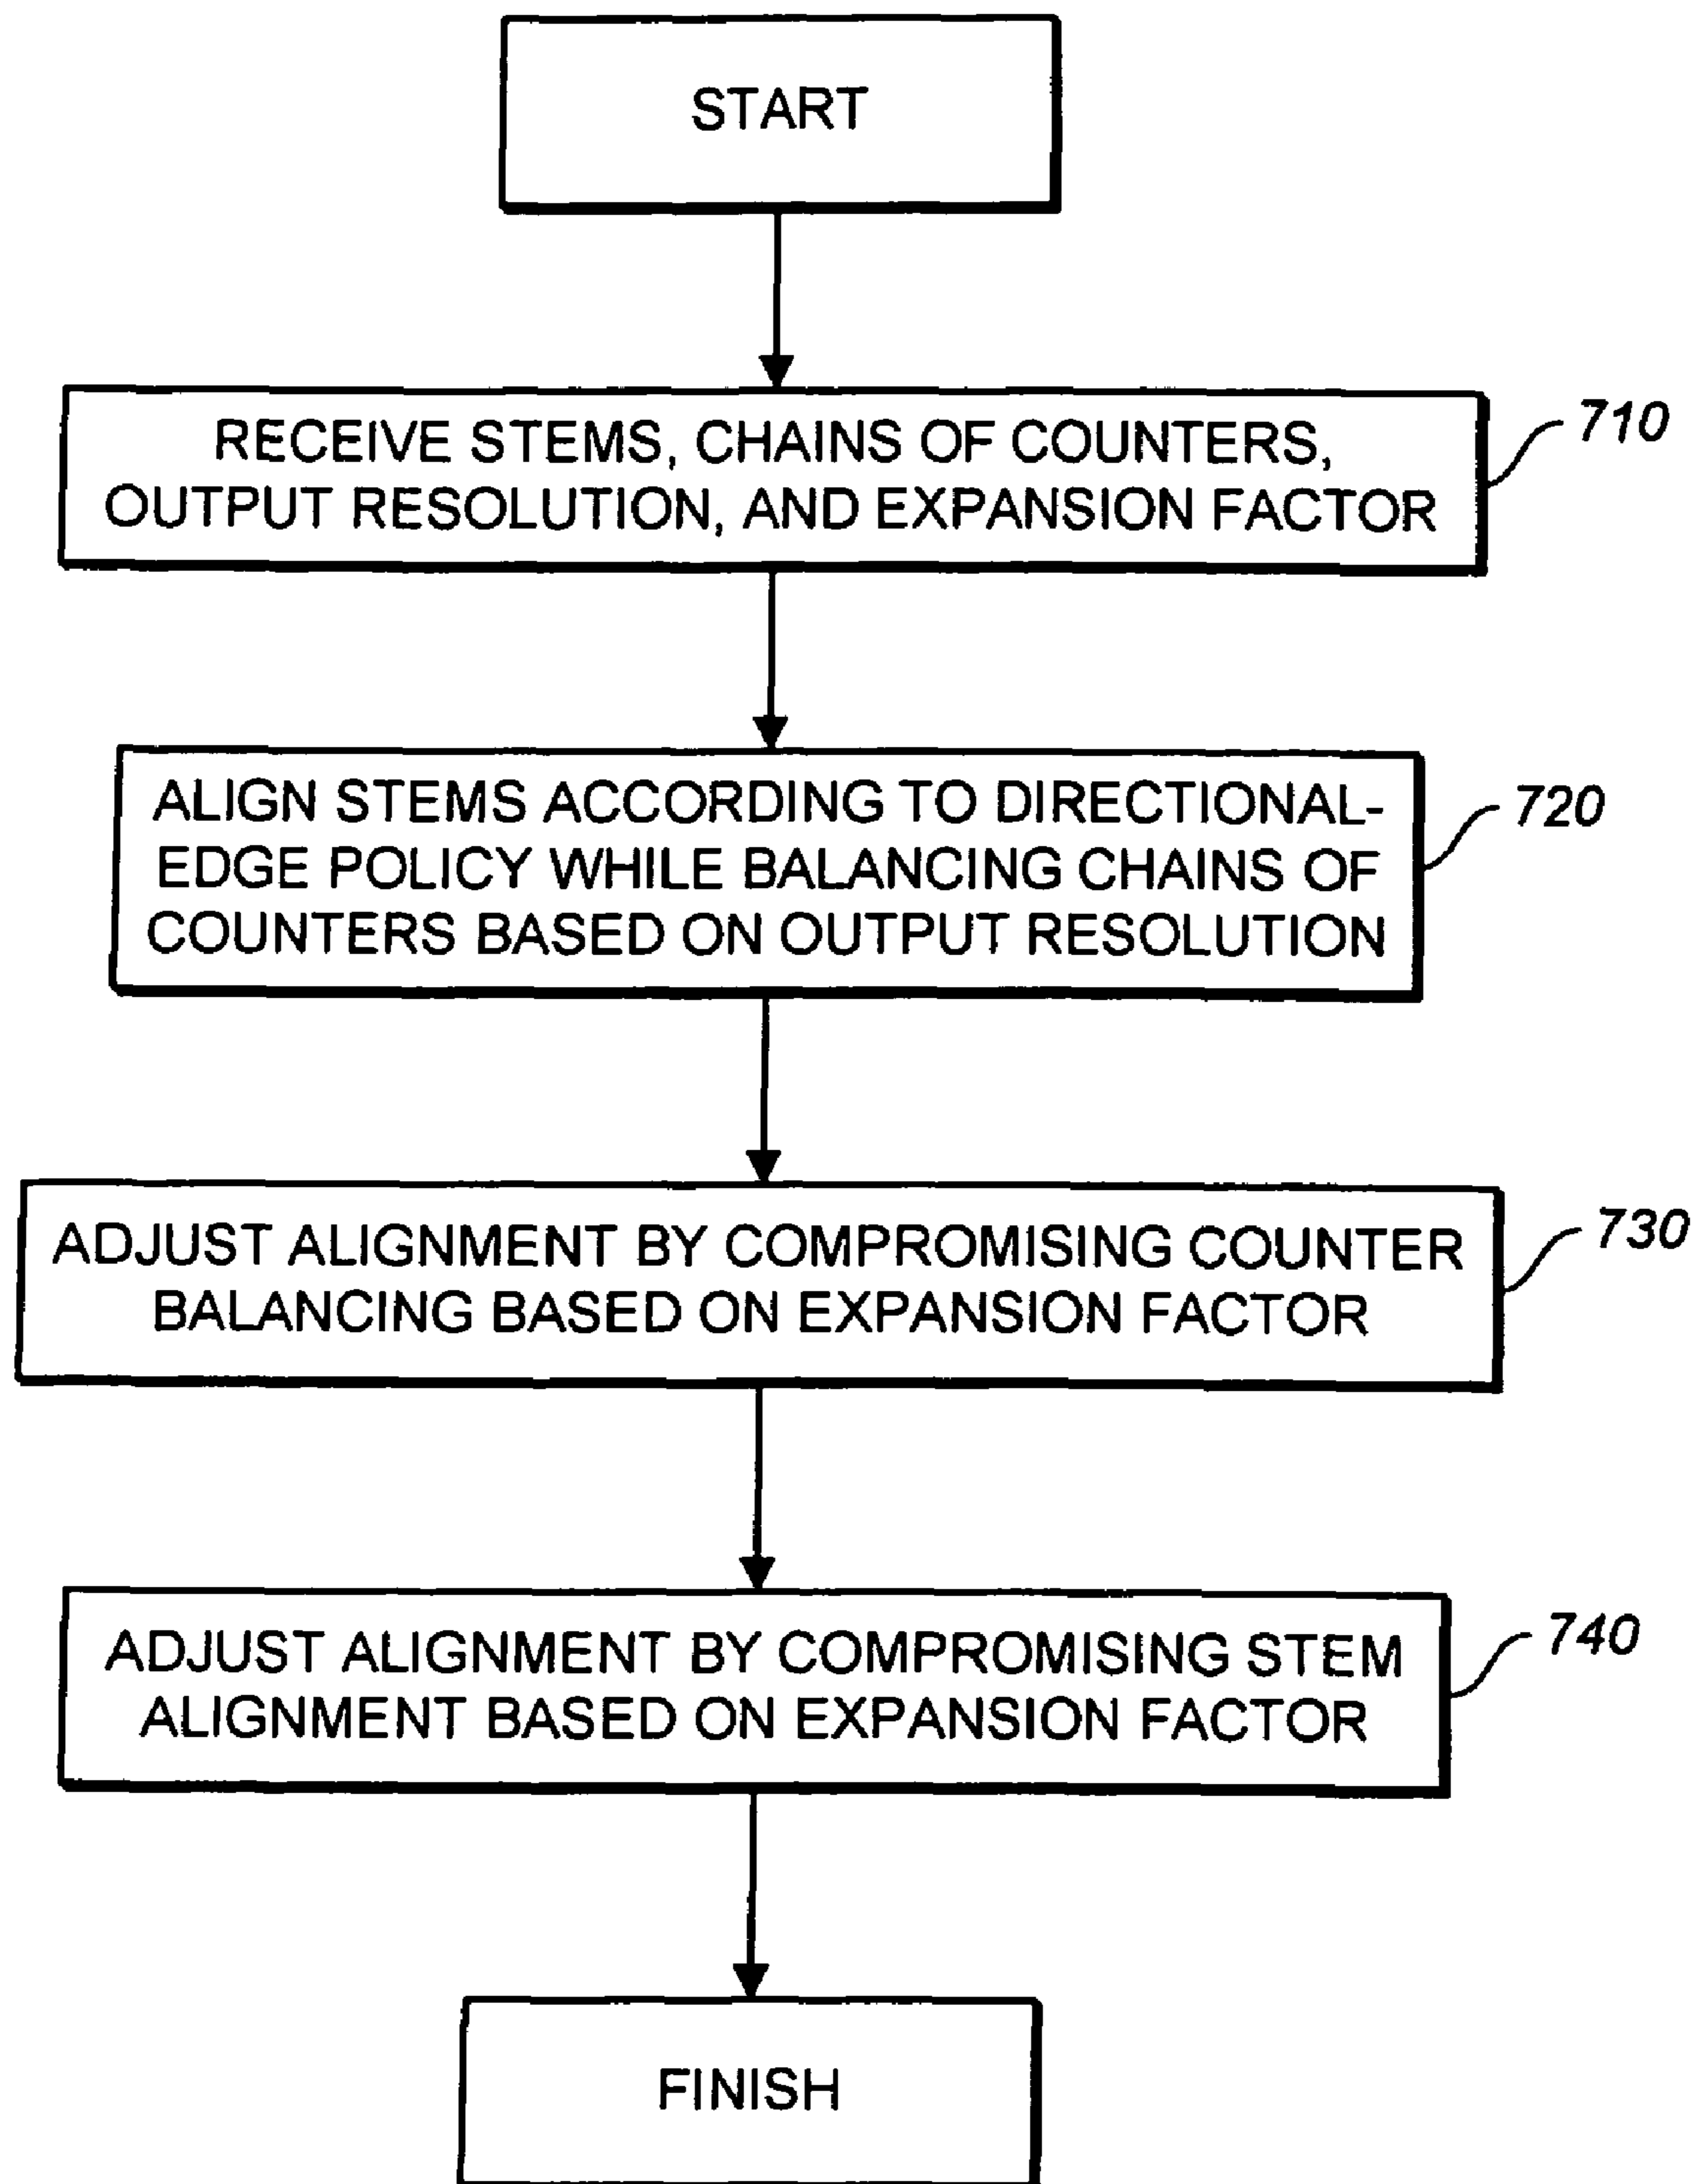 START
RECEIVE STEMS, CHAINS OF COUNTERS,
OUTPUT RESOLUTION, AND EXPANSION FACTOR
710
ALIGN STEMS ACCORDING TO DIRECTIONAL-
EDGE POLICY WHILE BALANCING CHAINS OF
COUNTERS BASED ON OUTPUT RESOLUTION
720
ADJUST ALIGNMENT BY COMPROMISING COUNTER
BALANCING BASED ON EXPANSION FACTOR
730
ADJUST ALIGNMENT BY COMPROMISING STEM
ALIGNMENT BASED ON EXPANSION FACTOR
740
FINISH